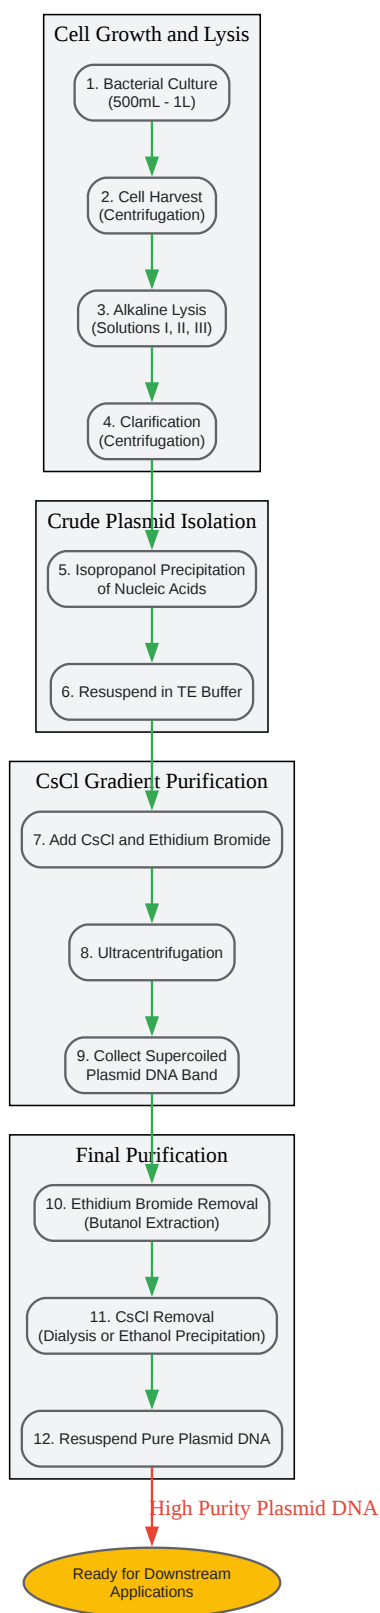 Cell Growth and Lysis
1. Bacterial Culture
(500mL - 1L)
2. Cell Harvest
(Centrifugation)
3. Alkaline Lysis
(Solutions I, II, III)
4. Clarification
(Centrifugation)
Crude Plasmid Isolation
5. Isopropanol Precipitation
of Nucleic Acids
6. Resuspend in TE Buffer
CsCl Gradient Purification
7. Add CsCl and Ethidium Bromide
8. Ultracentrifugation
9. Collect Supercoiled
Plasmid DNA Band
Final Purification
10. Ethidium Bromide Removal
(Butanol Extraction)
11. CsCl Removal
(Dialysis or Ethanol Precipitation)
12. Resuspend Pure Plasmid DNA
High Purity Plasmid DNA
Ready for Downstream
Applications